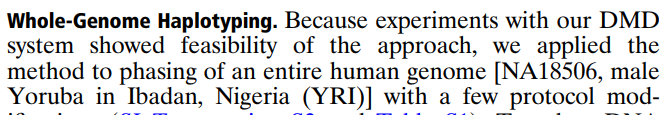 Whole-Genome Haplotyping. Because experiments with our DMD
system showed feasibility of the approach, we applied the
method to phasing of an entire human genome [NA18506, male
Yoruba in Ibadan, Nigeria (YRI)] with a few protocol mod-